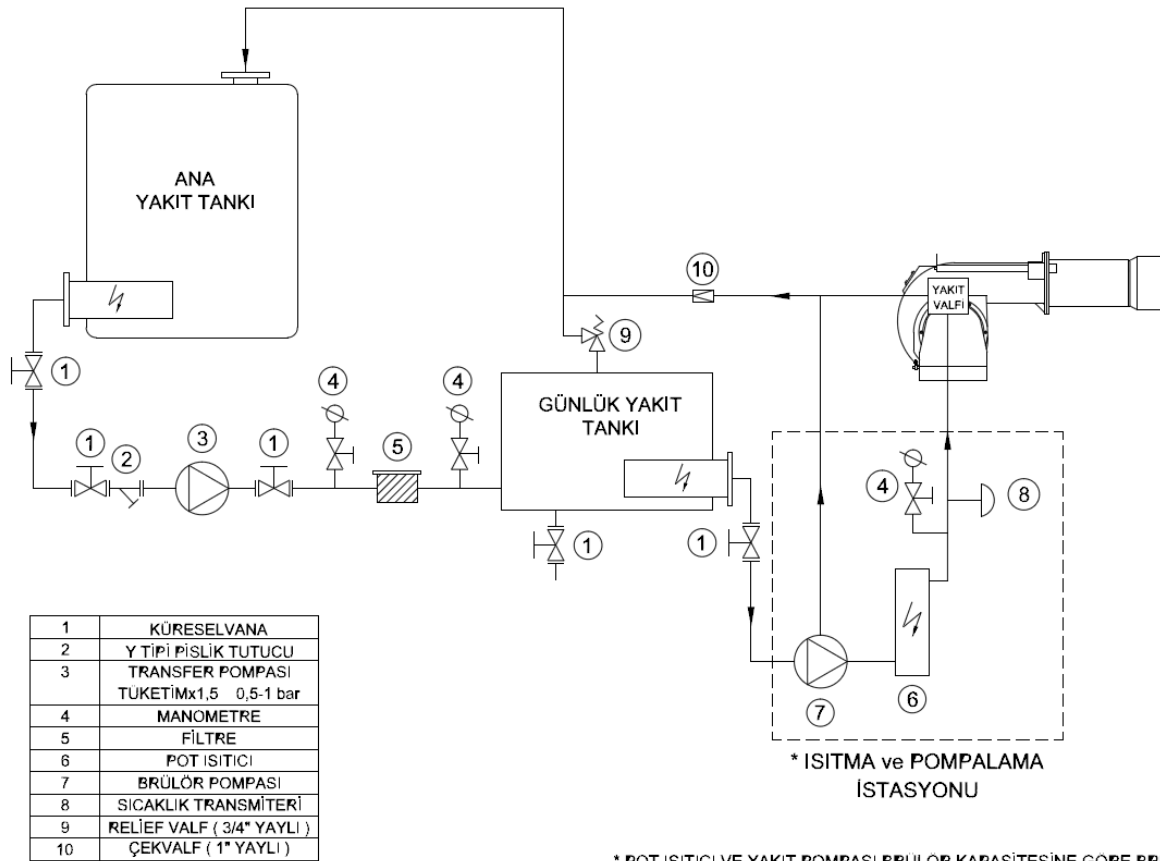 ANA
YAKIT TANKI
10
YAKIT
VALFİ
9
1
4
4
GÜNLÜK YAKIT
TANKI
1
2
3
1
5
4
8
1
1
7
6
* ISITMA ve POMPALAMA
İSTASYONU
1 KÜRESELVANA
2 Y TİPİ PİSLİK TUTUCU
3 TRANSFER POMPASI
TÜKETİMx1,5 0,5-1 bar
4 MANOMETRE
5 FİLTRE
6 POT ISITICI
7 BRÜLÖR POMPASI
8 SICAKLIK TRANSMİTERİ
9 RELİEF VALF ( 3/4" YAYLI )
10 ÇEKVALF ( 1" YAYLI )
* POT ISITICI VE YAKIT POMPASI BRÜLÖR KAPASİTESİNE GÖRE